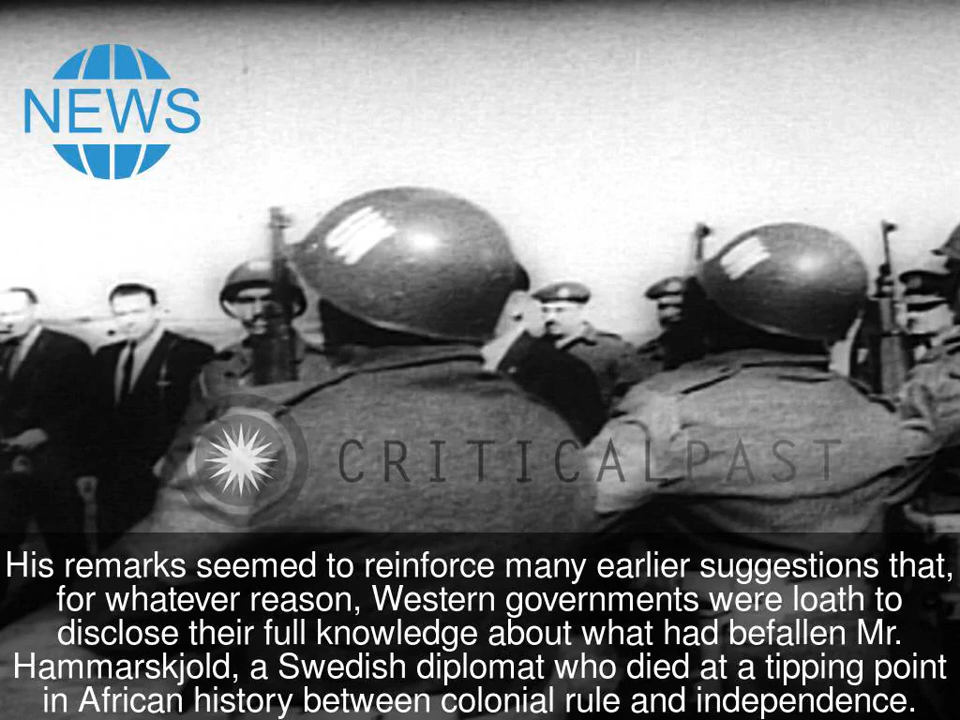 NEWS
CRITICALPAST
His remarks seemed to reinforce many earlier suggestions that,
for whatever reason, Western governments were loath to
disclose their full knowledge about what had befallen Mr.
Hammarskjold, a Swedish diplomat who died at a tipping point
in African history between colonial rule and independence.